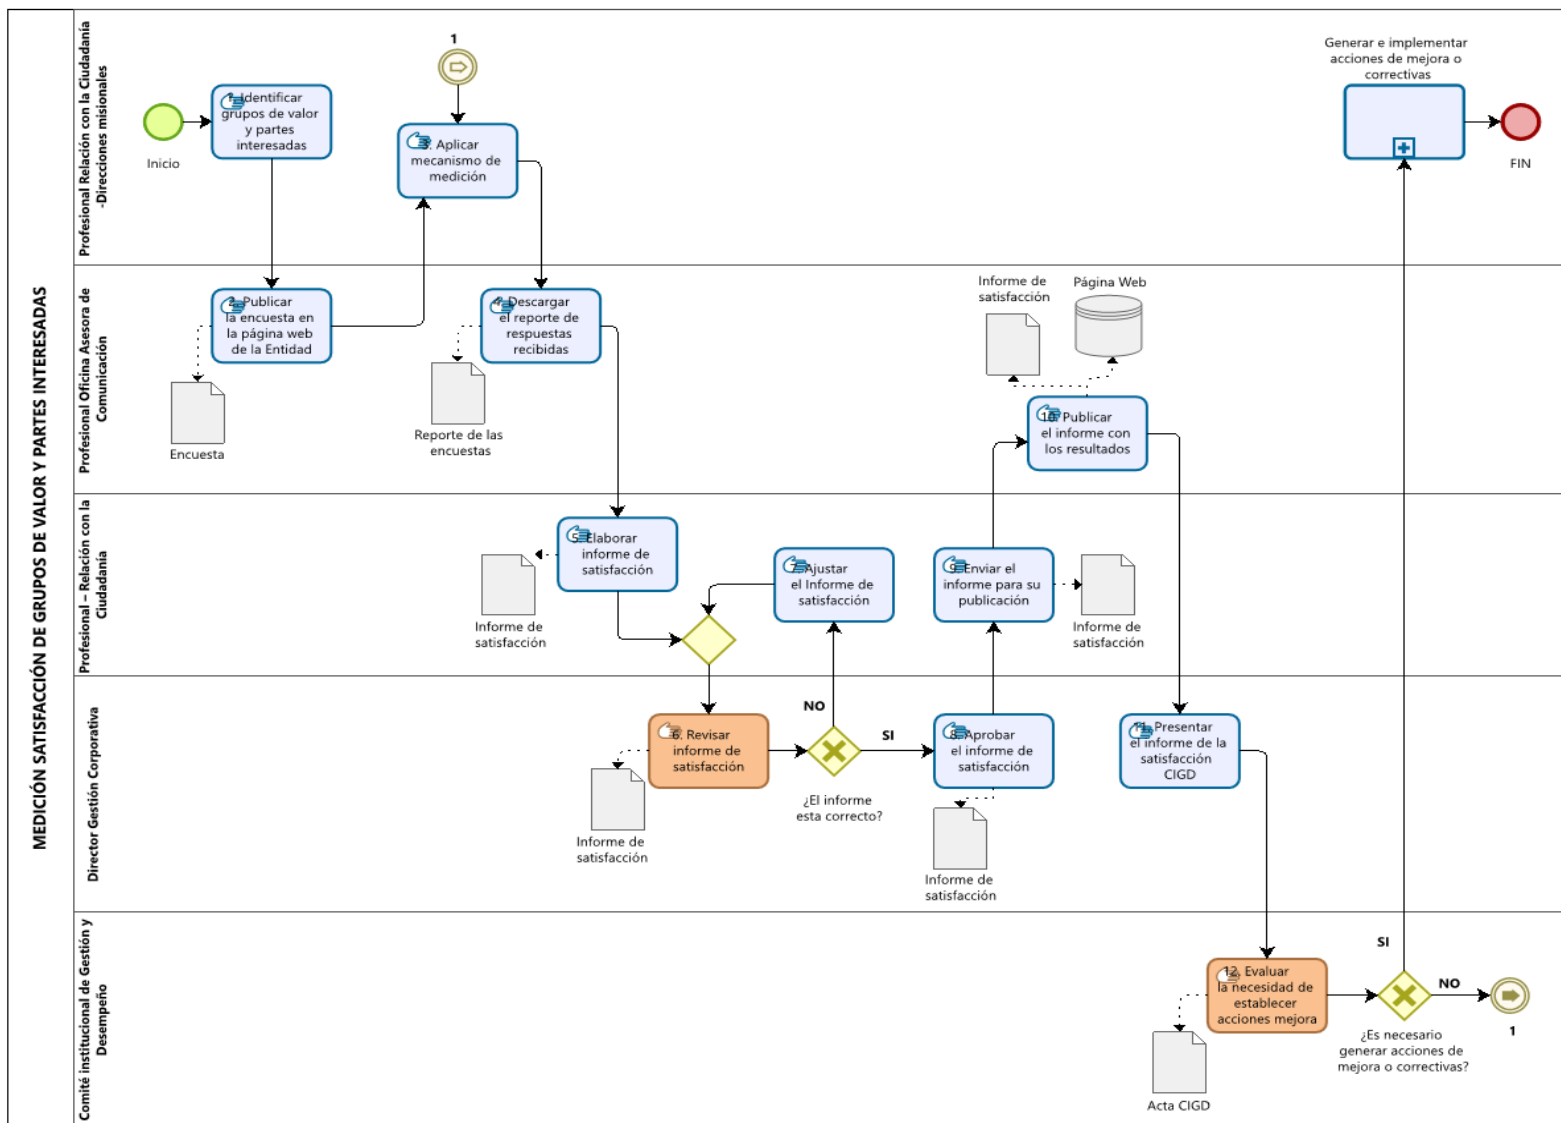 MEDICIÓN SATISFACCIÓN DE GRUPOS DE VALOR Y PARTES INTERESADAS
Profesional Relación con la Ciudadanía
-Direcciones misionales
Inicio
1. Identificar
grupos de valor
y partes
interesadas
1
3. Aplicar
mecanismo de
medición
Generar e implementar
acciones de mejora o
correctivas
FIN
Profesional Oficina Asesora de
Comunicación
2. Publicar
la encuesta en
la página web
de la Entidad
Encuesta
4. Descargar
el reporte de
respuestas
recibidas
Reporte de las
encuestas
Informe de
satisfacción
Página Web
10. Publicar
el informe con
los resultados
Profesional – Relación con la
Ciudadanía
5. Elaborar
informe de
satisfacción
Informe de
satisfacción
7. Ajustar
el Informe de
satisfacción
9. Enviar el
informe para su
publicación
Informe de
satisfacción
Director Gestión Corporativa
6. Revisar
informe de
satisfacción
Informe de
satisfacción
NO
SI
¿El informe
esta correcto?
8. Aprobar
el informe de
satisfacción
Informe de
satisfacción
11. Presentar
el informe de la
satisfacción
CIGD
Comité institucional de Gestión y
Desempeño
12. Evaluar
la necesidad de
establecer
acciones mejora
Acta CIGD
SI
NO
¿Es necesario
generar acciones de
mejora o correctivas?
1